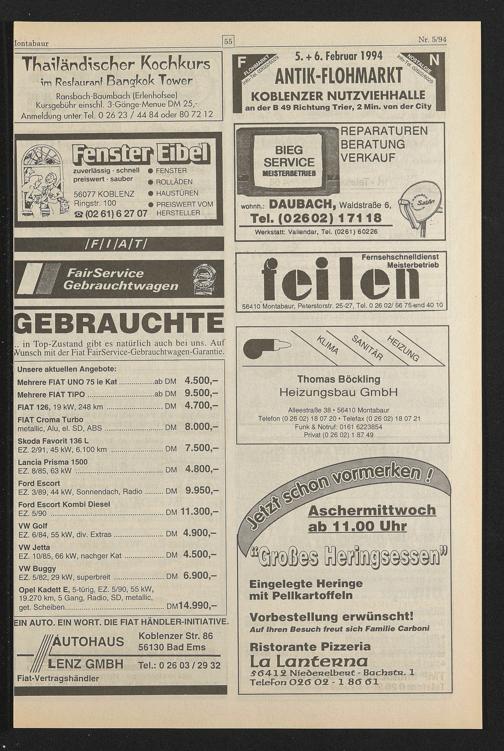 Montabaur
55
Nr. 5/94
Thailändischer Kochkurs
im Restaurant Bangkok Tower
Ransbach-Baumbach (Erlenhofsee)
Kursgebühr einschl. 3-Gänge-Menue DM 25,-
Anmeldung unter Tel. 0 26 23 / 44 84 oder 80 72 12
Fenster Eibel
zuverlässig · schnell
preiswert · sauber
56077 KOBLENZ
Ringstr. 100
☎ (02 61) 6 27 07
● FENSTER
● ROLLÄDEN
● HAUSTÜREN
● PREISWERT VOM
HERSTELLER
/F/I/A/T/
FairService
Gebrauchtwagen
GEBRAUCHTE
... in Top-Zustand gibt es natürlich auch bei uns. Auf
Wunsch mit der Fiat FairService-Gebrauchtwagen-Garantie.
Unsere aktuellen Angebote:
Mehrere FIAT UNO 75 ie Kat ...ab DM 4.500,–
Mehrere FIAT TIPO ...ab DM 9.500,–
FIAT 126, 19 kW, 248 km ... DM 4.700,–
FIAT Croma Turbo
metallic, Alu, el. SD, ABS ... DM 8.000,–
Skoda Favorit 136 L
EZ. 2/91, 45 kW, 6.100 km ... DM 7.500,–
Lancia Prisma 1500
EZ. 8/85, 63 kW ... DM 4.800,–
Ford Escort
EZ. 3/89, 44 kW, Sonnendach, Radio ... DM 9.950,–
Ford Escort Kombi Diesel
EZ. 5/90 ... DM 11.300,–
VW Golf
EZ. 6/84, 55 kW, div. Extras ... DM 4.900,–
VW Jetta
EZ. 10/85, 66 kW, nachger Kat ... DM 4.500,–
VW Buggy
EZ. 5/82, 29 kW, superbreit ... DM 6.900,–
Opel Kadett E, 5-türig, EZ. 5/90, 55 kW,
19.270 km, 5 Gang, Radio, SD, metallic,
get. Scheiben ... DM 14.990,–
EIN AUTO. EIN WORT. DIE FIAT HÄNDLER-INITIATIVE.
AUTOHAUS
LENZ GMBH
Fiat-Vertragshändler
Koblenzer Str. 86
56130 Bad Ems
Tel.: 0 26 03 / 29 32
F
FLOHMARKT
N
NOSTALGIE
5. + 6. Februar 1994
ANTIK-FLOHMARKT
KOBLENZER NUTZVIEHHALLE
an der B 49 Richtung Trier, 2 Min. von der City
BIEG
SERVICE
MEISTERBETRIEB
REPARATUREN
BERATUNG
VERKAUF
wohnn.: DAUBACH, Waldstraße 6,
Tel. (02602) 17118
Werkstatt: Vallendar, Tel. (0261) 60226
Fernsehschnelldienst
Meisterbetrieb
feilen
56410 Montabaur, Peterstorstr. 25-27, Tel. 0 26 02/ 56 75 und 40 10
KLIMA
SANITÄR
HEIZUNG
Thomas Böckling
Heizungsbau GmbH
Alleestraße 38 • 56410 Montabaur
Telefon (0 26 02) 18 07 20 • Telefax (0 26 02) 18 07 21
Funk & Notruf: 0161 6223854
Privat (0 26 02) 1 87 49
Jetzt schon vormerken !
Aschermittwoch
ab 11.00 Uhr
"Großes Heringsessen"
Eingelegte Heringe
mit Pellkartoffeln
Vorbestellung erwünscht!
Auf Ihren Besuch freut sich Familie Carboni
Ristorante Pizzeria
La Lanterna
56412 Niederelbert - Bachstr. 1
Telefon 026 02 - 1 86 61